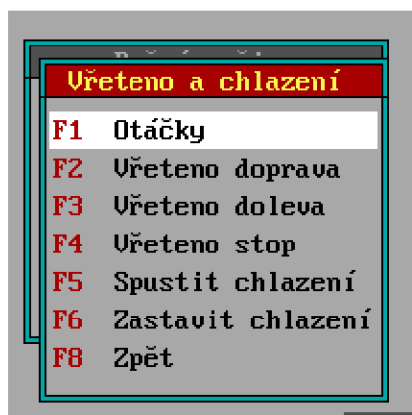 Vřeteno a chlazení
F1 Otáčky
F2 Vřeteno doprava
F3 Vřeteno doleva
F4 Vřeteno stop
F5 Spustit chlazení
F6 Zastavit chlazení
F8 Zpět